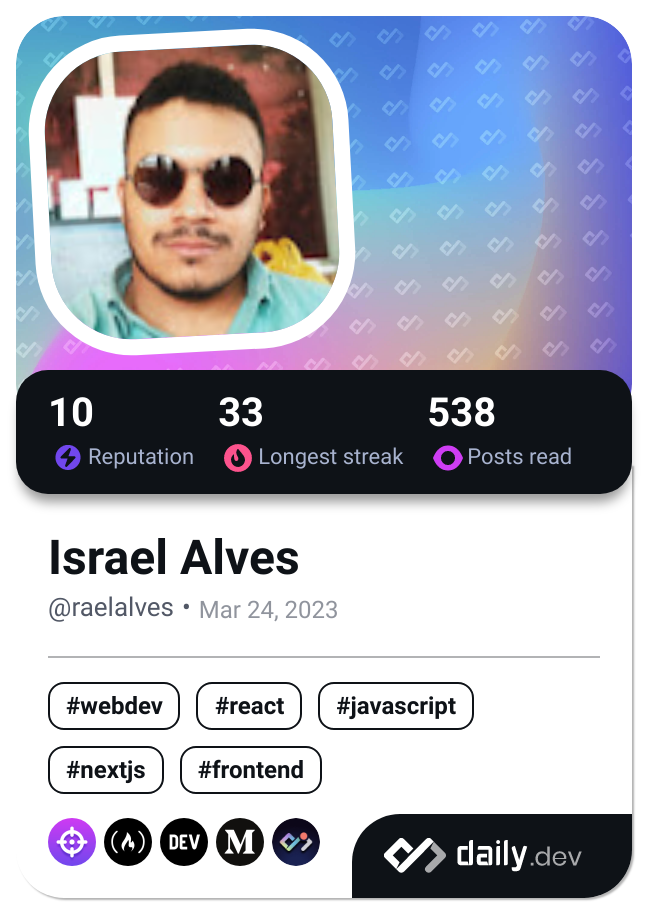 10 33 538
Reputation Longest streak Posts read
Israel Alves
@raelalves • Mar 24, 2023
#webdev #react #javascript
#nextjs #frontend
DEV M
daily.dev